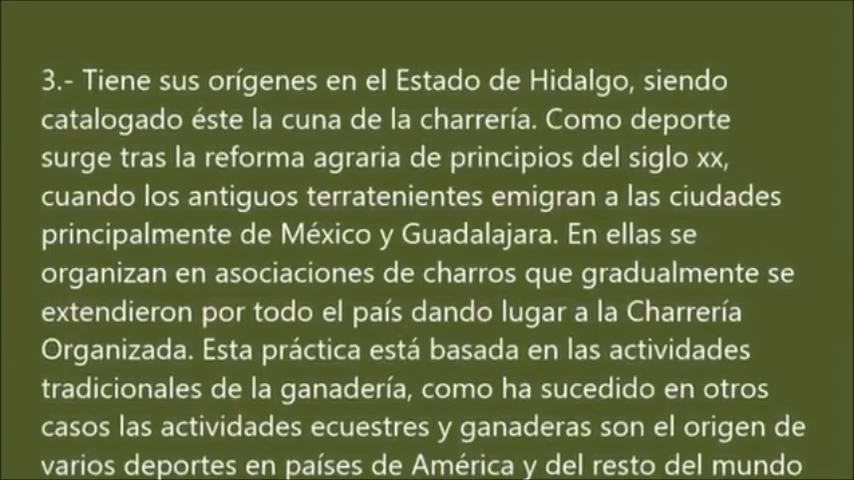 3.- Tiene sus orígenes en el Estado de Hidalgo, siendo
catalogado éste la cuna de la charrería. Como deporte
surge tras la reforma agraria de principios del siglo xx,
cuando los antiguos terratenientes emigran a las ciudades
principalmente de México y Guadalajara. En ellas se
organizan en asociaciones de charros que gradualmente se
extendieron por todo el país dando lugar a la Charrería
Organizada. Esta práctica está basada en las actividades
tradicionales de la ganadería, como ha sucedido en otros
casos las actividades ecuestres y ganaderas son el origen de
varios deportes en países de América y del resto del mundo